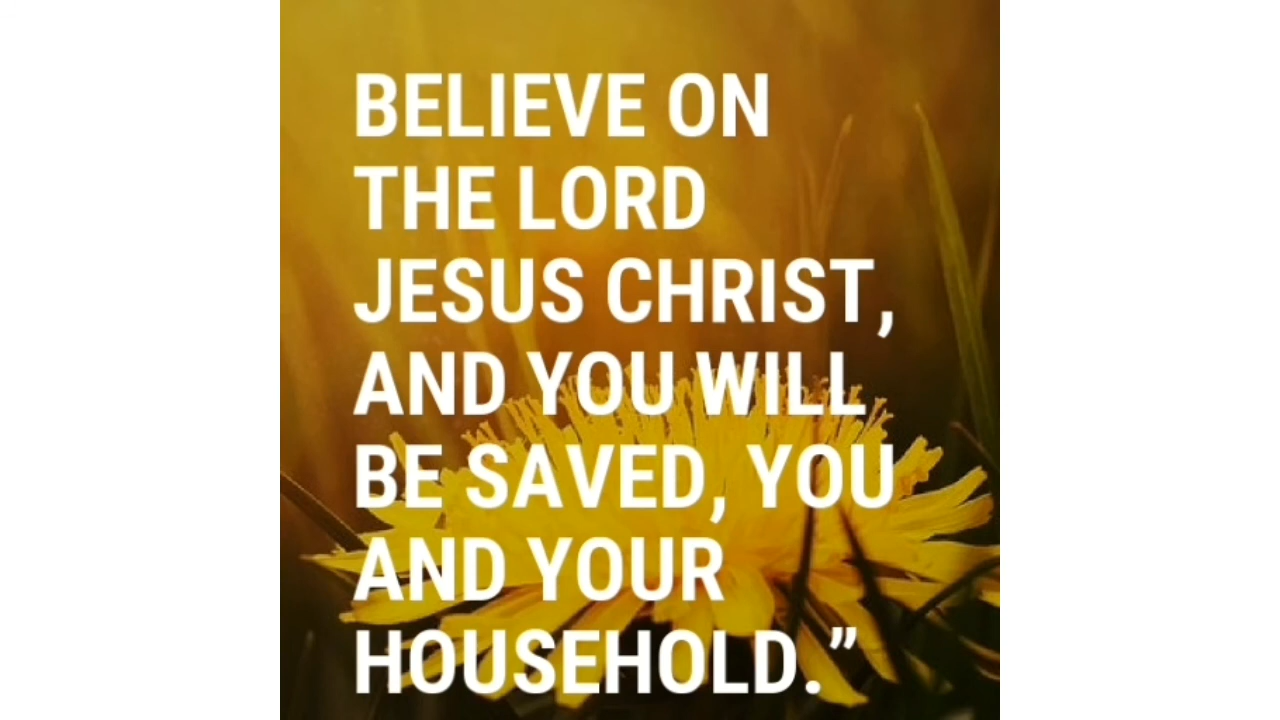 BELIEVE ON
THE LORD
JESUS CHRIST,
AND YOU WILL
BE SAVED, YOU
AND YOUR
HOUSEHOLD.”